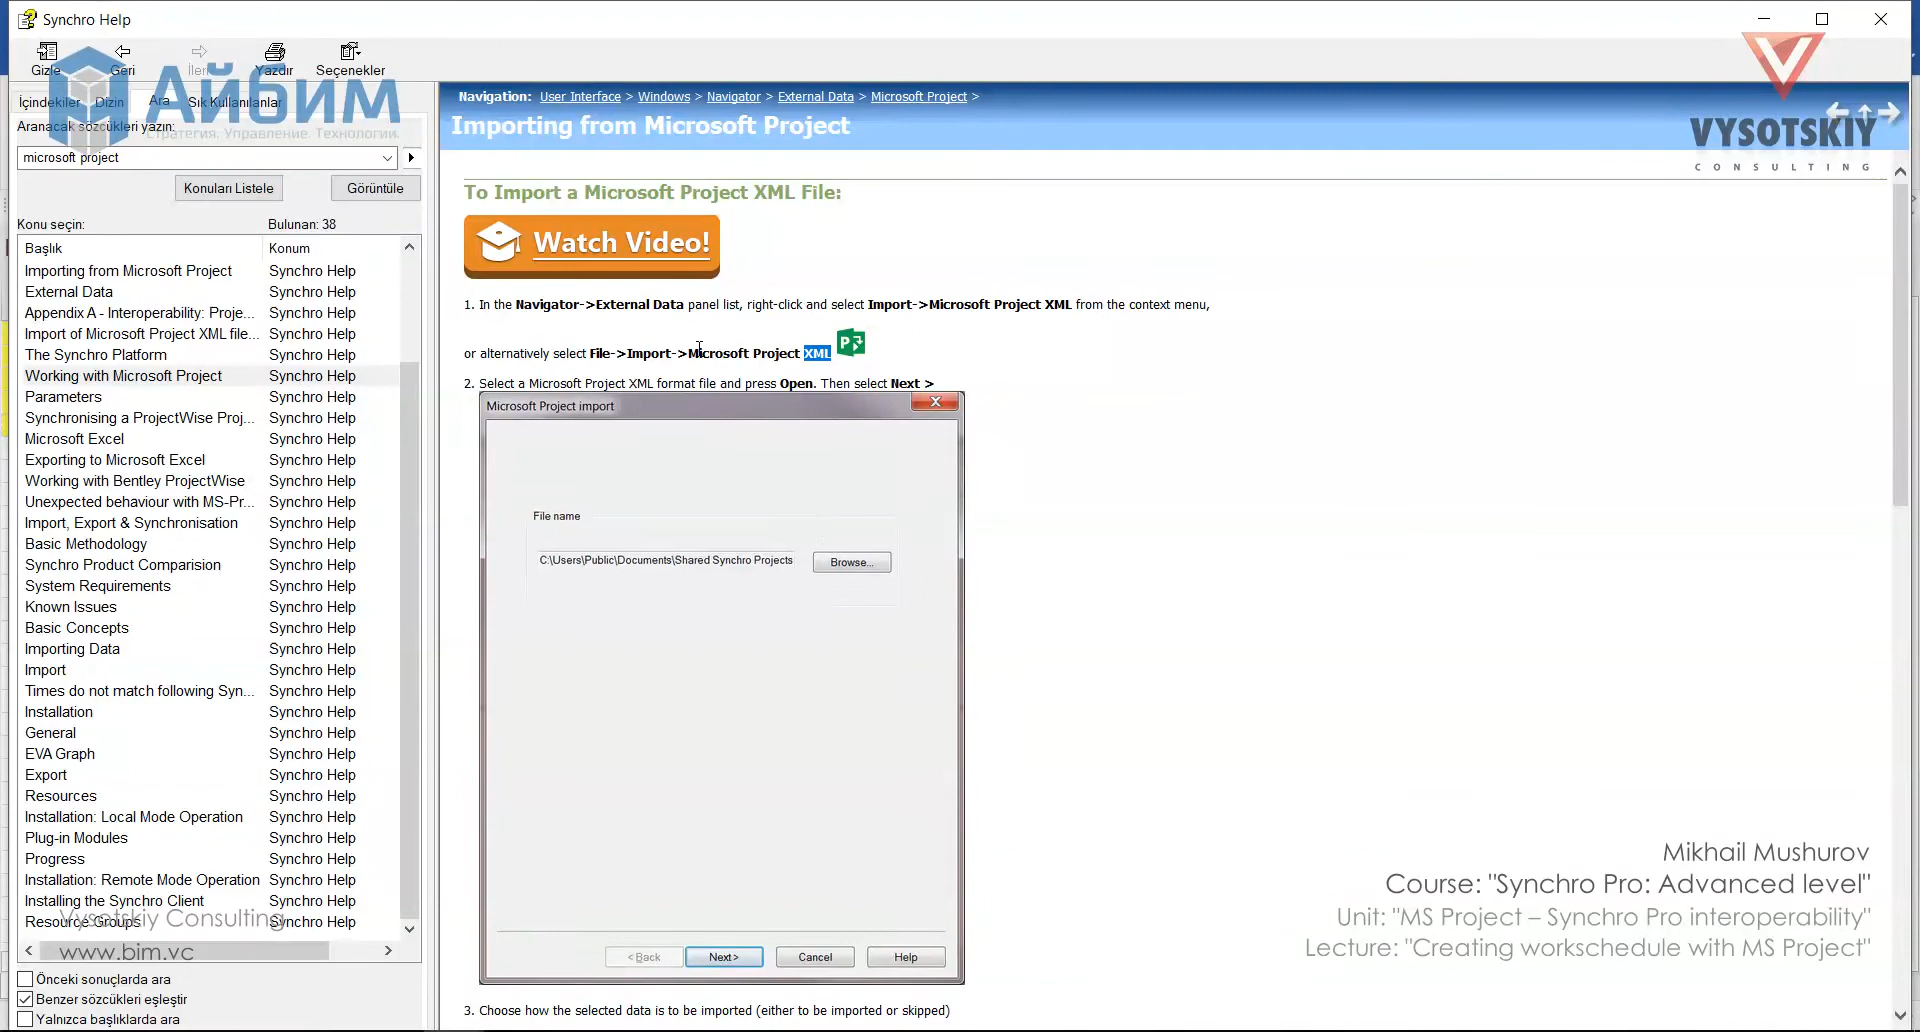 Synchro Help
Gizle
Geri
İleri
Yazdır
Seçenekler
Айбим
Стратегия. Управление. Технологии.
İçindekiler
Dizin
Ara
Sık Kullanılanlar
Aranacak sözcükleri yazın:
microsoft project
Konuları Listele
Görüntüle
Konu seçin:
Bulunan: 38
Başlık Konum
Importing from Microsoft Project Synchro Help
External Data Synchro Help
Appendix A - Interoperability: Proje... Synchro Help
Import of Microsoft Project XML file... Synchro Help
The Synchro Platform Synchro Help
Working with Microsoft Project Synchro Help
Parameters Synchro Help
Synchronising a ProjectWise Proj... Synchro Help
Microsoft Excel Synchro Help
Exporting to Microsoft Excel Synchro Help
Working with Bentley ProjectWise Synchro Help
Unexpected behaviour with MS-Pr... Synchro Help
Import, Export & Synchronisation Synchro Help
Basic Methodology Synchro Help
Synchro Product Comparision Synchro Help
System Requirements Synchro Help
Known Issues Synchro Help
Basic Concepts Synchro Help
Importing Data Synchro Help
Import Synchro Help
Times do not match following Syn... Synchro Help
Installation Synchro Help
General Synchro Help
EVA Graph Synchro Help
Export Synchro Help
Resources Synchro Help
Installation: Local Mode Operation Synchro Help
Plug-in Modules Synchro Help
Progress Synchro Help
Installation: Remote Mode Operation Synchro Help
Installing the Synchro Client Synchro Help
Resource Groups Synchro Help
Vysotskiy Consulting
www.bim.vc
Önceki sonuçlarda ara
Benzer sözcükleri eşleştir
Yalnızca başlıklarda ara
Navigation: User Interface > Windows > Navigator > External Data > Microsoft Project >
Importing from Microsoft Project
VYSOTSKIY
CONSULTING
To Import a Microsoft Project XML File:
Watch Video!
1. In the Navigator->External Data panel list, right-click and select Import->Microsoft Project XML from the context menu,
or alternatively select File->Import->Microsoft Project XML
2. Select a Microsoft Project XML format file and press Open. Then select Next >
Microsoft Project import
File name
C:\Users\Public\Documents\Shared Synchro Projects
Browse...
< Back
Next>
Cancel
Help
3. Choose how the selected data is to be imported (either to be imported or skipped)
Mikhail Mushurov
Course: "Synchro Pro: Advanced level"
Unit: "MS Project – Synchro Pro interoperability"
Lecture: "Creating workschedule with MS Project"